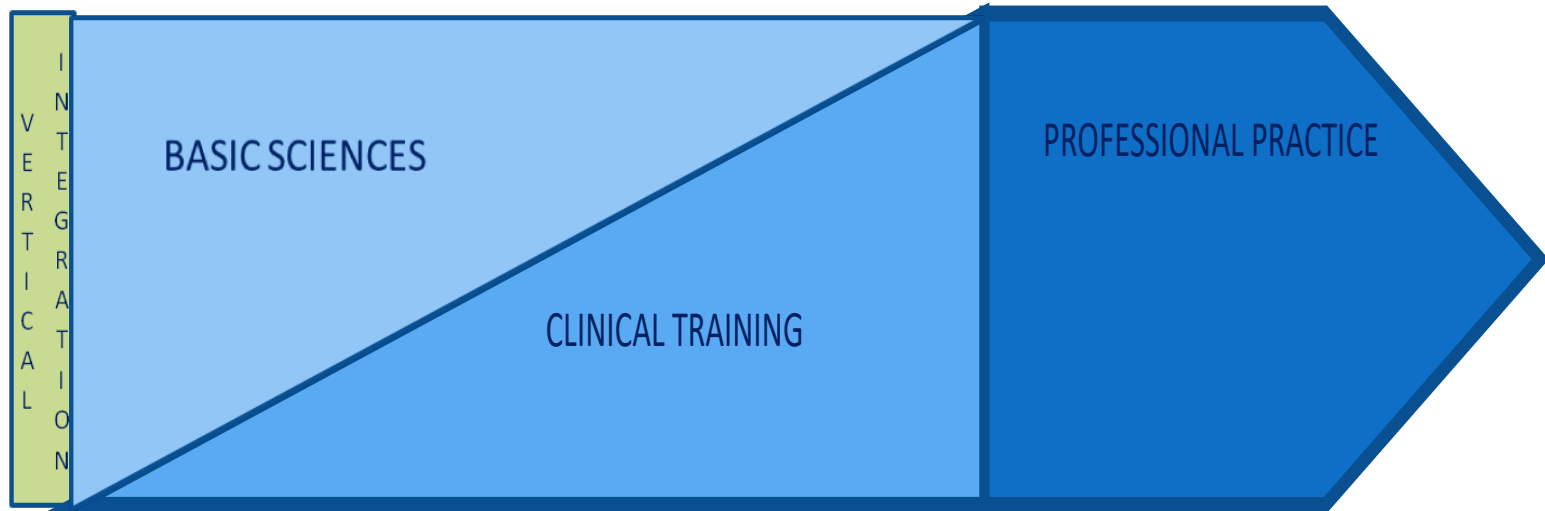 VERTICAL
INTEGRATION
BASIC SCIENCES
CLINICAL TRAINING
PROFESSIONAL PRACTICE